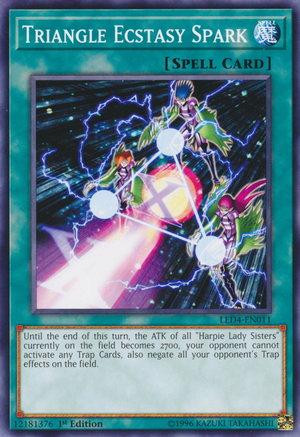 TRIANGLE ECSTASY SPARK
SPELL
魔
[SPELL CARD]
LED4-EN011
Until the end of this turn, the ATK of all "Harpie Lady Sisters"
currently on the field becomes 2700, your opponent cannot
activate any Trap Cards, also negate all your opponent's Trap
effects on the field.
12181376 1st Edition ©1996 KAZUKI TAKAHASHI